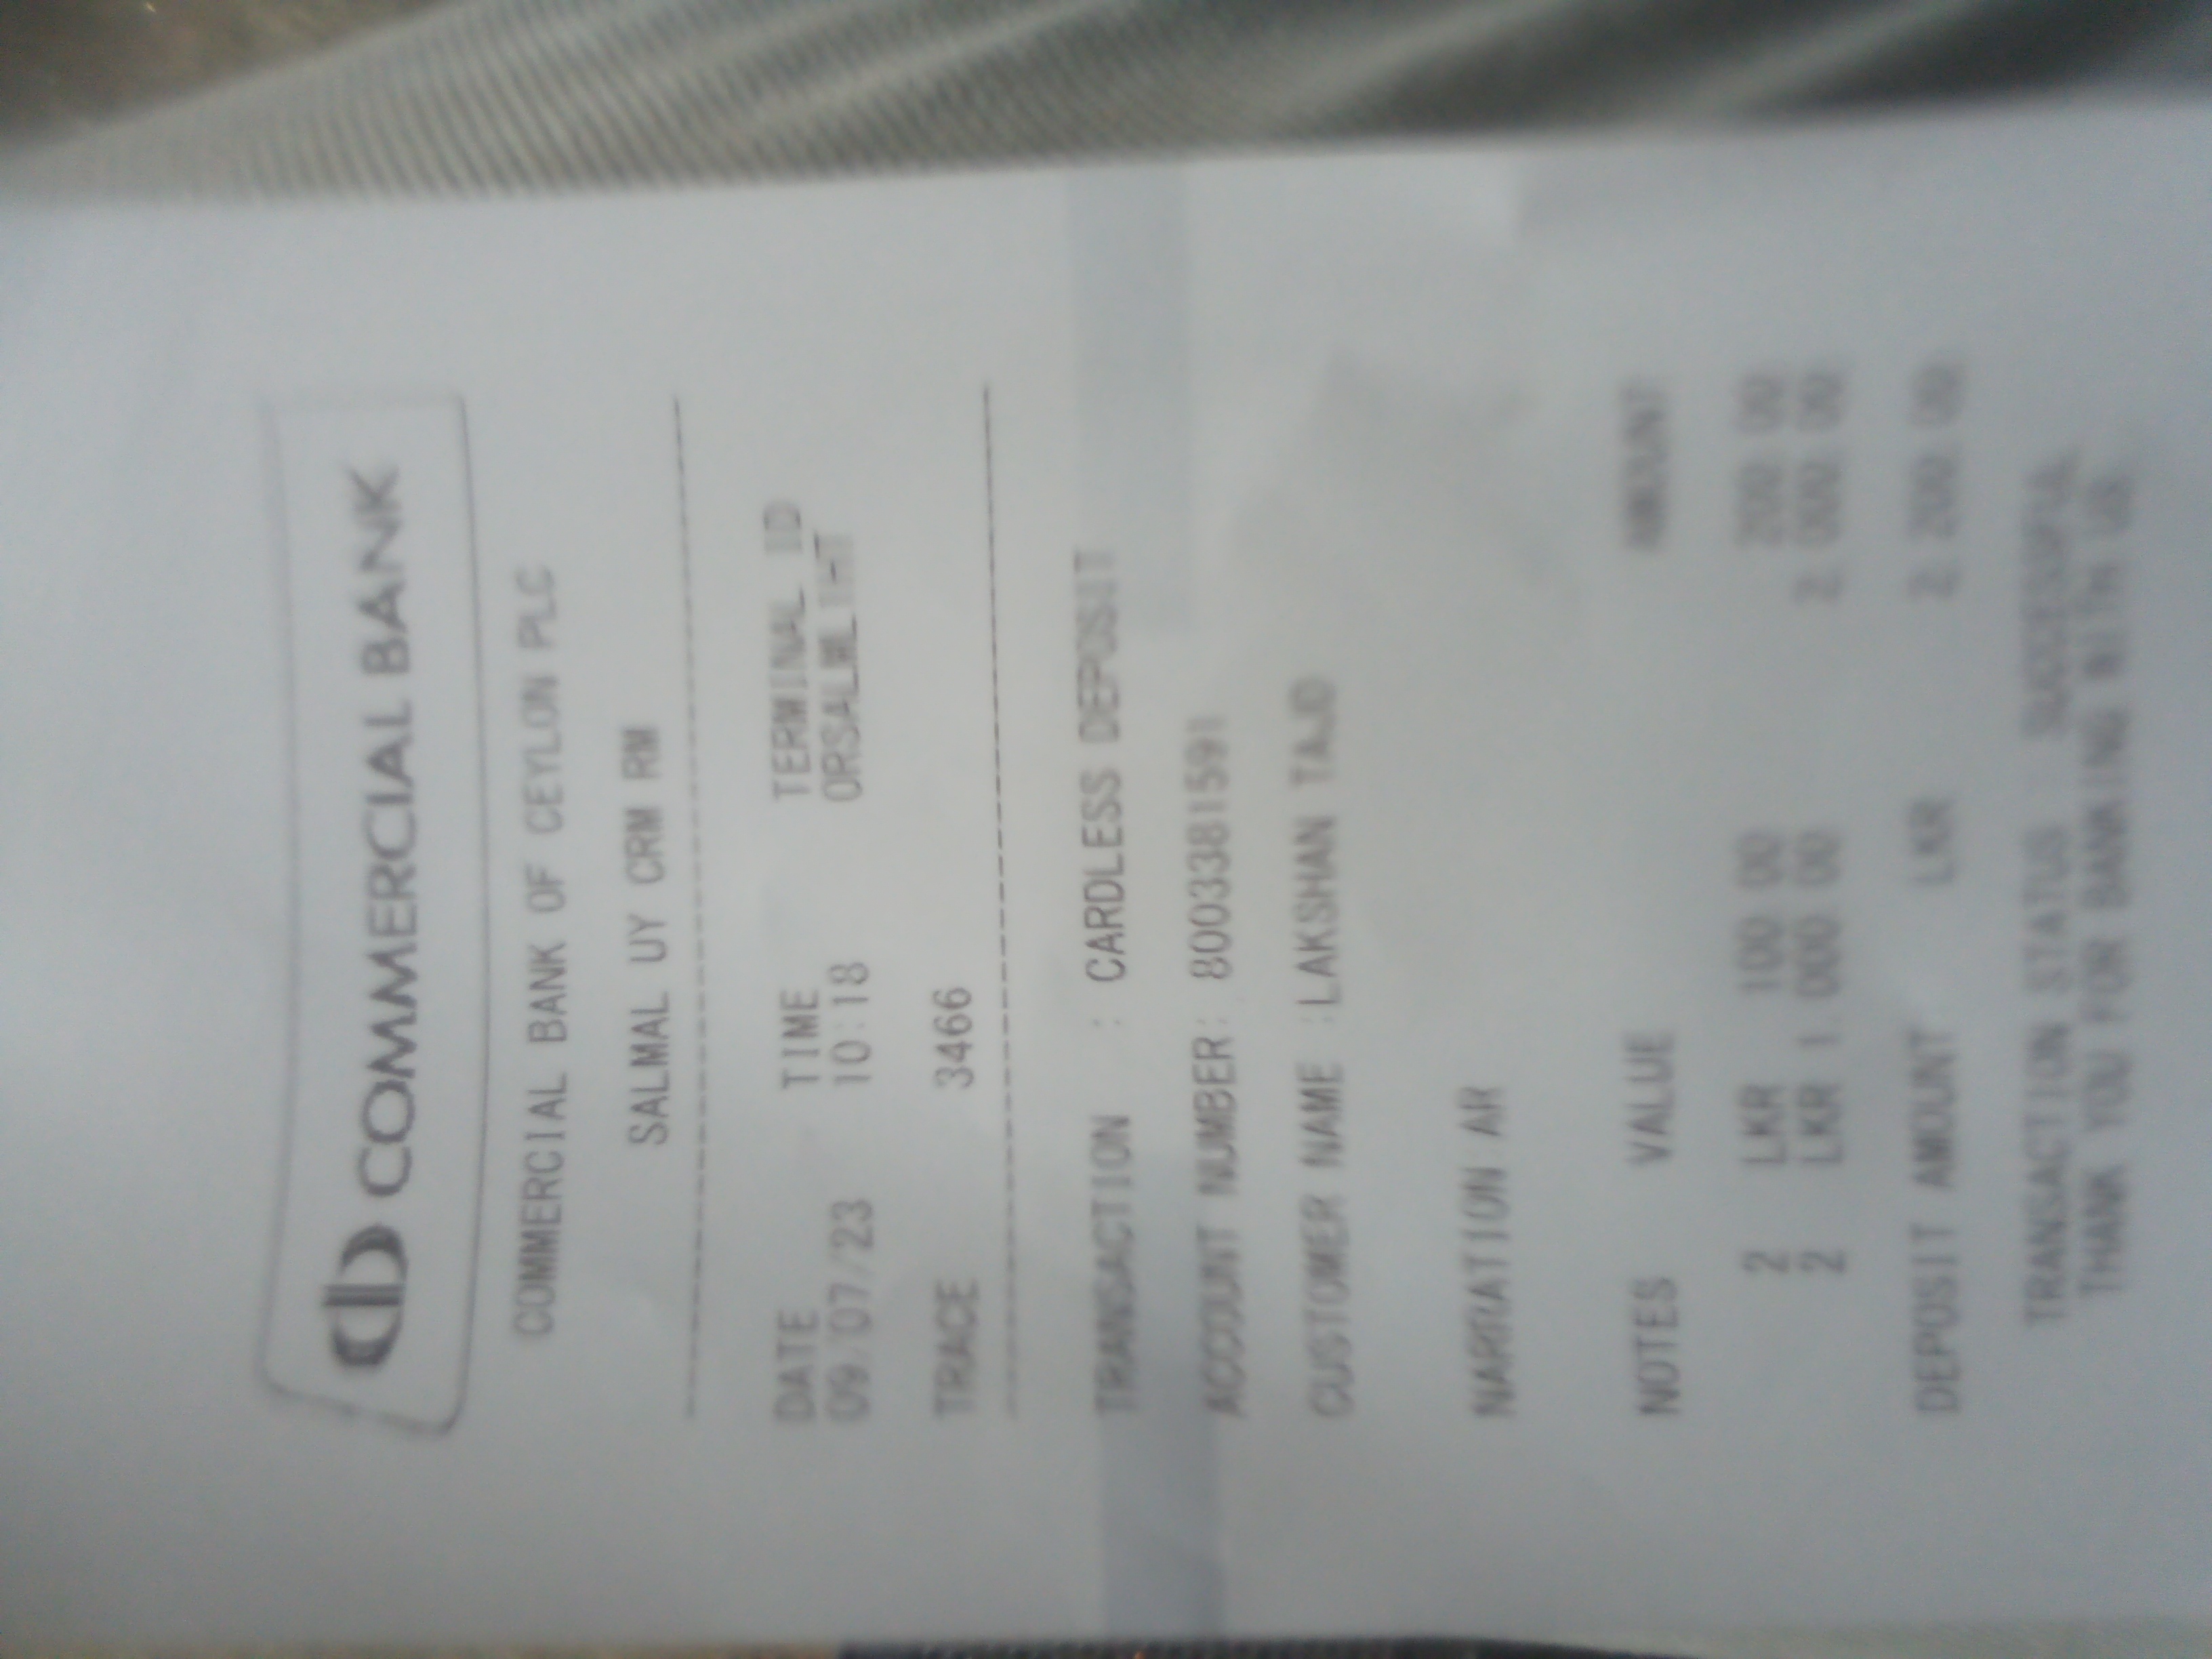 COMMERCIAL BANK
COMMERCIAL BANK OF CEYLON PLC
SALMAL UY CRM RM
DATE TIME TERMINAL ID
09/07/23 10:18
TRACE 3466
TRANSACTION : CARDLESS DEPOSIT
ACCOUNT NUMBER: 8003381591
CUSTOMER NAME :LAKSHAN TAJD
NARRATION AR
NOTES VALUE AMOUNT
2 LKR 100.00 200.00
2 LKR 1,000.00 2,000.00
DEPOSIT AMOUNT LKR 2,200.00
TRANSACTION STATUS : SUCCESSFUL
THANK YOU FOR BANKING WITH US